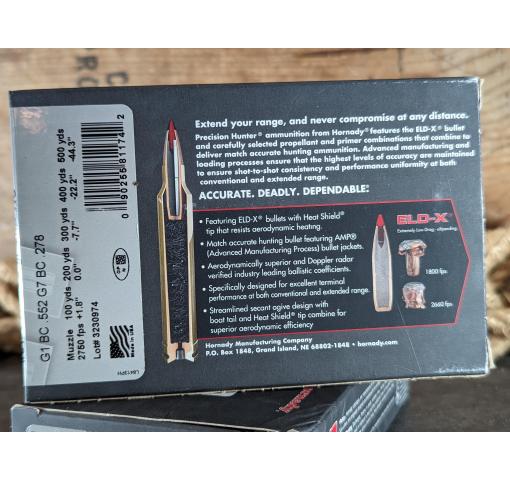 Extend your range, and never compromise at any distance.
Precision Hunter® ammunition from Hornady® features the ELD-X® bullet
and carefully selected propellant and primer combinations that combine to
deliver match accurate hunting ammunition. Advanced manufacturing and
loading processes ensure that the highest levels of accuracy are maintained
to ensure shot-to-shot consistency and performance uniformity at both
conventional and extended range.
ACCURATE. DEADLY. DEPENDABLE.
• Featuring ELD-X® bullets with Heat Shield®
tip that resists aerodynamic heating.
• Match accurate hunting bullet featuring AMP®
(Advanced Manufacturing Process) bullet jackets.
• Aerodynamically superior and Doppler radar
verified industry leading ballistic coefficients.
• Specifically designed for excellent terminal
performance at both conventional and extended range.
• Streamlined secant ogive design with
boot tail and Heat Shield® tip combine for
superior aerodynamic efficiency
ELD-X®
Extremely Low Drag - eXpanding
1800 fps
2660 fps
Hornady Manufacturing Company
P.O. Box 1848, Grand Island, NE 68802-1848 • hornady.com
G1 BC .552 G7 BC .278
Muzzle 100 yds 200 yds 300 yds 400 yds 500 yds
2750 fps +1.8" 0.0" -7.7" -22.2" -44.3"
Lot#3230974
Made in USA
0 90255 81174 2
Hornady